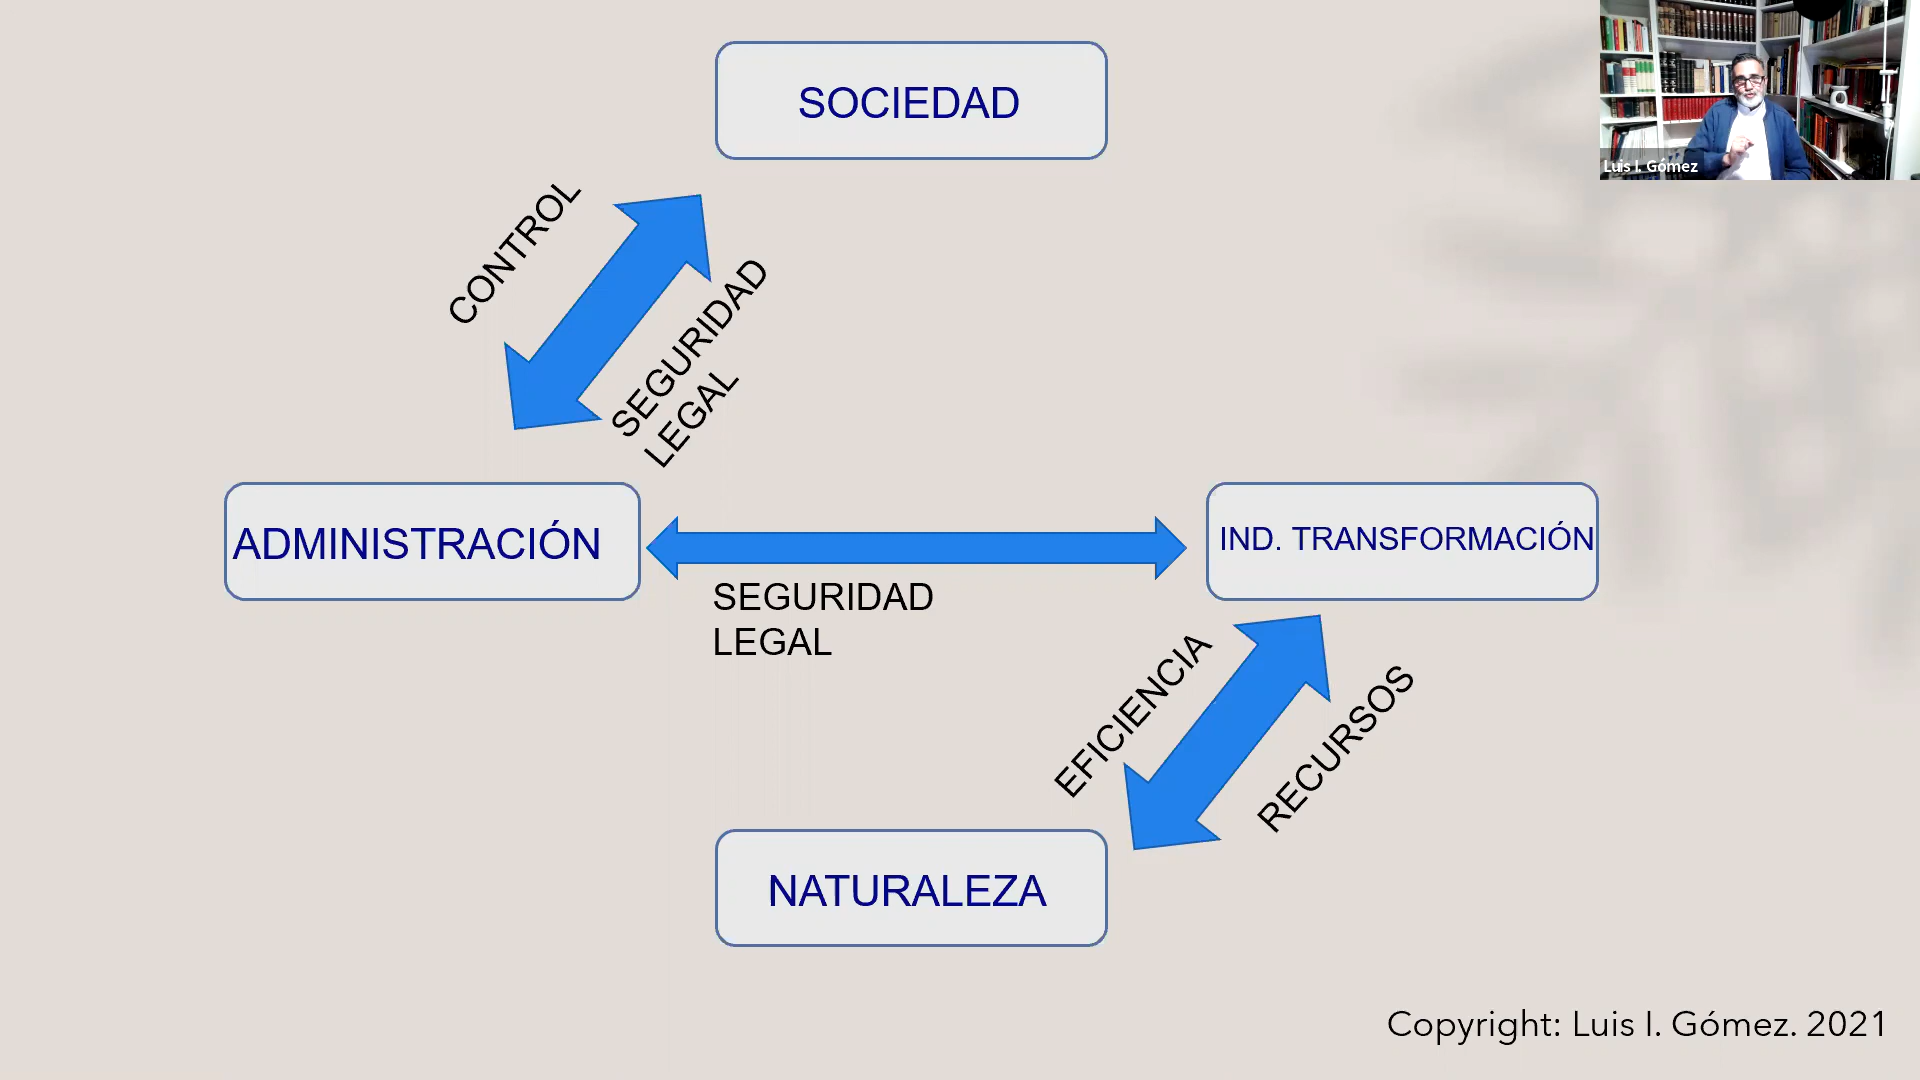 SOCIEDAD
Luis I. Gómez
CONTROL
SEGURIDAD
LEGAL
ADMINISTRACIÓN
IND. TRANSFORMACIÓN
SEGURIDAD
LEGAL
EFICIENCIA
RECURSOS
NATURALEZA
Copyright: Luis I. Gómez. 2021